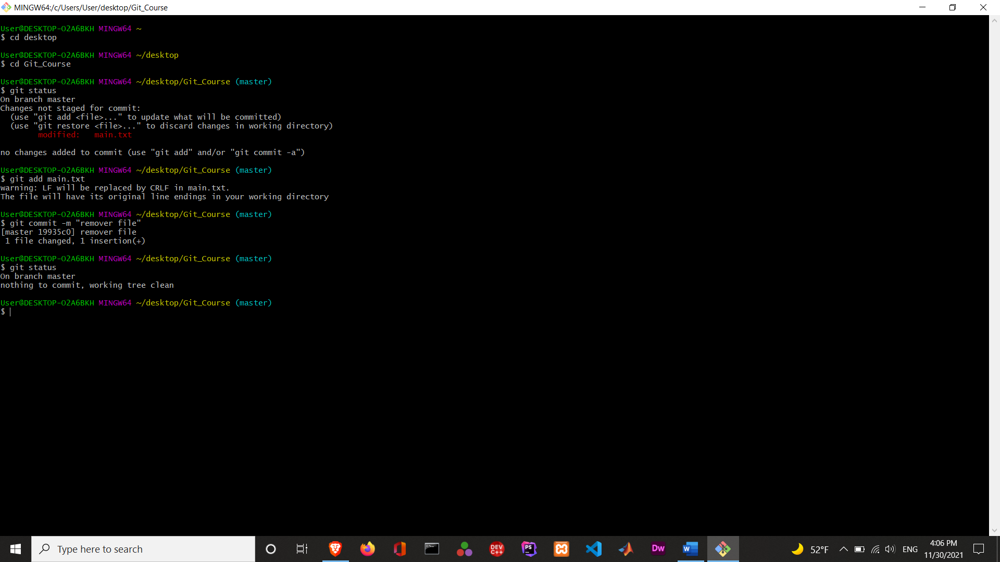 MINGW64:/c/Users/User/desktop/Git_Course
User@DESKTOP-O2A6BKH MINGW64 ~
$ cd desktop
User@DESKTOP-O2A6BKH MINGW64 ~/desktop
$ cd Git_Course
User@DESKTOP-O2A6BKH MINGW64 ~/desktop/Git_Course (master)
$ git status
On branch master
Changes not staged for commit:
  (use "git add <file>..." to update what will be committed)
  (use "git restore <file>..." to discard changes in working directory)
        modified:   main.txt
no changes added to commit (use "git add" and/or "git commit -a")
User@DESKTOP-O2A6BKH MINGW64 ~/desktop/Git_Course (master)
$ git add main.txt
warning: LF will be replaced by CRLF in main.txt.
The file will have its original line endings in your working directory
User@DESKTOP-O2A6BKH MINGW64 ~/desktop/Git_Course (master)
$ git commit -m "remover file"
[master 19935c0] remover file
 1 file changed, 1 insertion(+)
User@DESKTOP-O2A6BKH MINGW64 ~/desktop/Git_Course (master)
$ git status
On branch master
nothing to commit, working tree clean
User@DESKTOP-O2A6BKH MINGW64 ~/desktop/Git_Course (master)
$
Type here to search
DEV C++
PS
Dw
W
52°F
ENG
4:06 PM
11/30/2021